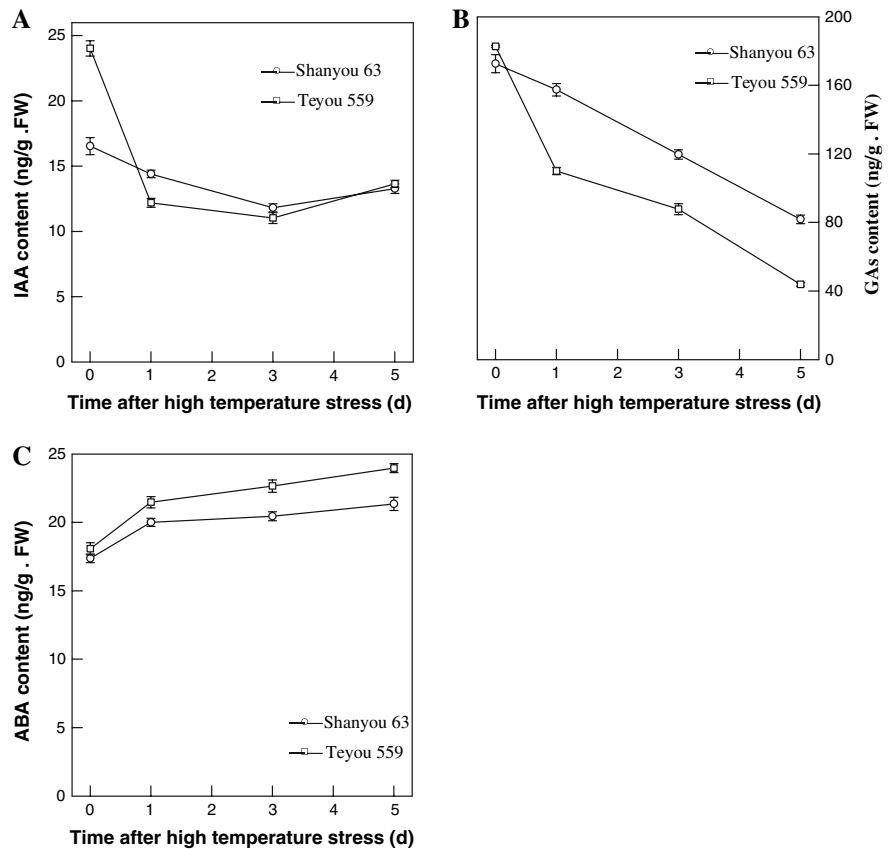 A
25
20
15
10
5
0
IAA content (ng/g .FW)
Shanyou 63
Teyou 559
0 1 2 3 4 5
Time after high temperature stress (d)
B
200
160
120
80
40
0
GAs content (ng/g . FW)
Shanyou 63
Teyou 559
0 1 2 3 4 5
Time after high temperature stress (d)
C
25
20
15
10
5
0
ABA content (ng/g . FW)
Shanyou 63
Teyou 559
0 1 2 3 4 5
Time after high temperature stress (d)